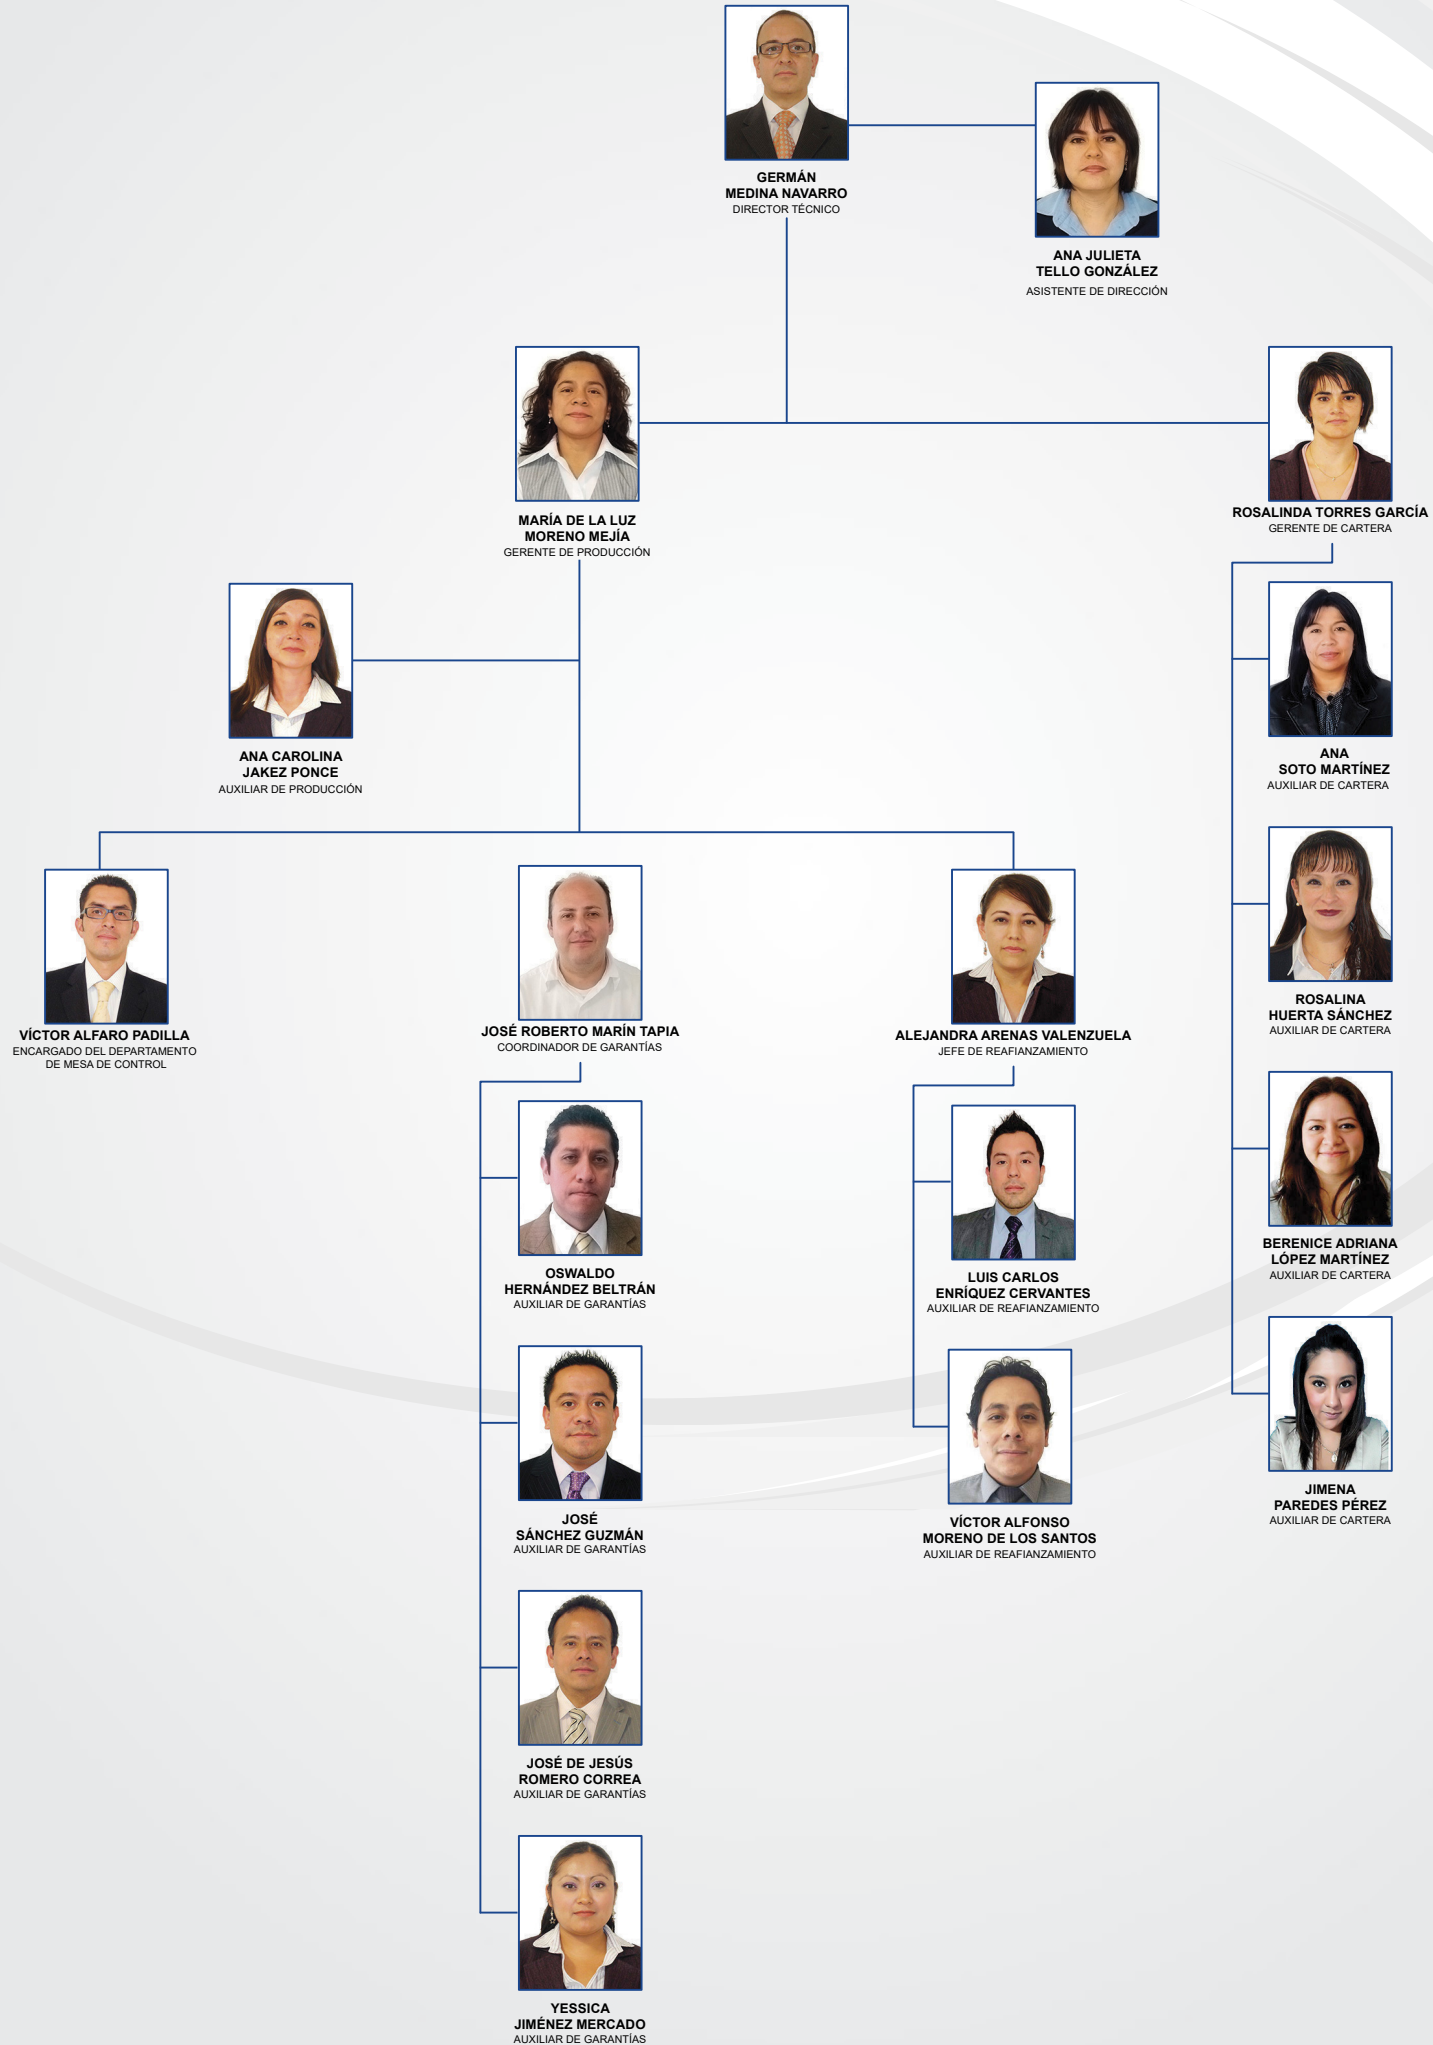 GERMÁN
MEDINA NAVARRO
DIRECTOR TÉCNICO
ANA JULIETA
TELLO GONZÁLEZ
ASISTENTE DE DIRECCIÓN
MARÍA DE LA LUZ
MORENO MEJÍA
GERENTE DE PRODUCCIÓN
ROSALINDA TORRES GARCÍA
GERENTE DE CARTERA
ANA CAROLINA
JAKEZ PONCE
AUXILIAR DE PRODUCCIÓN
ANA
SOTO MARTÍNEZ
AUXILIAR DE CARTERA
VÍCTOR ALFARO PADILLA
ENCARGADO DEL DEPARTAMENTO
DE MESA DE CONTROL
JOSÉ ROBERTO MARÍN TAPIA
COORDINADOR DE GARANTÍAS
ALEJANDRA ARENAS VALENZUELA
JEFE DE REAFIANZAMIENTO
ROSALINA
HUERTA SÁNCHEZ
AUXILIAR DE CARTERA
OSWALDO
HERNÁNDEZ BELTRÁN
AUXILIAR DE GARANTÍAS
LUIS CARLOS
ENRÍQUEZ CERVANTES
AUXILIAR DE REAFIANZAMIENTO
BERENICE ADRIANA
LÓPEZ MARTÍNEZ
AUXILIAR DE CARTERA
JOSÉ
SÁNCHEZ GUZMÁN
AUXILIAR DE GARANTÍAS
VÍCTOR ALFONSO
MORENO DE LOS SANTOS
AUXILIAR DE REAFIANZAMIENTO
JIMENA
PAREDES PÉREZ
AUXILIAR DE CARTERA
JOSÉ DE JESÚS
ROMERO CORREA
AUXILIAR DE GARANTÍAS
YESSICA
JIMÉNEZ MERCADO
AUXILIAR DE GARANTÍAS